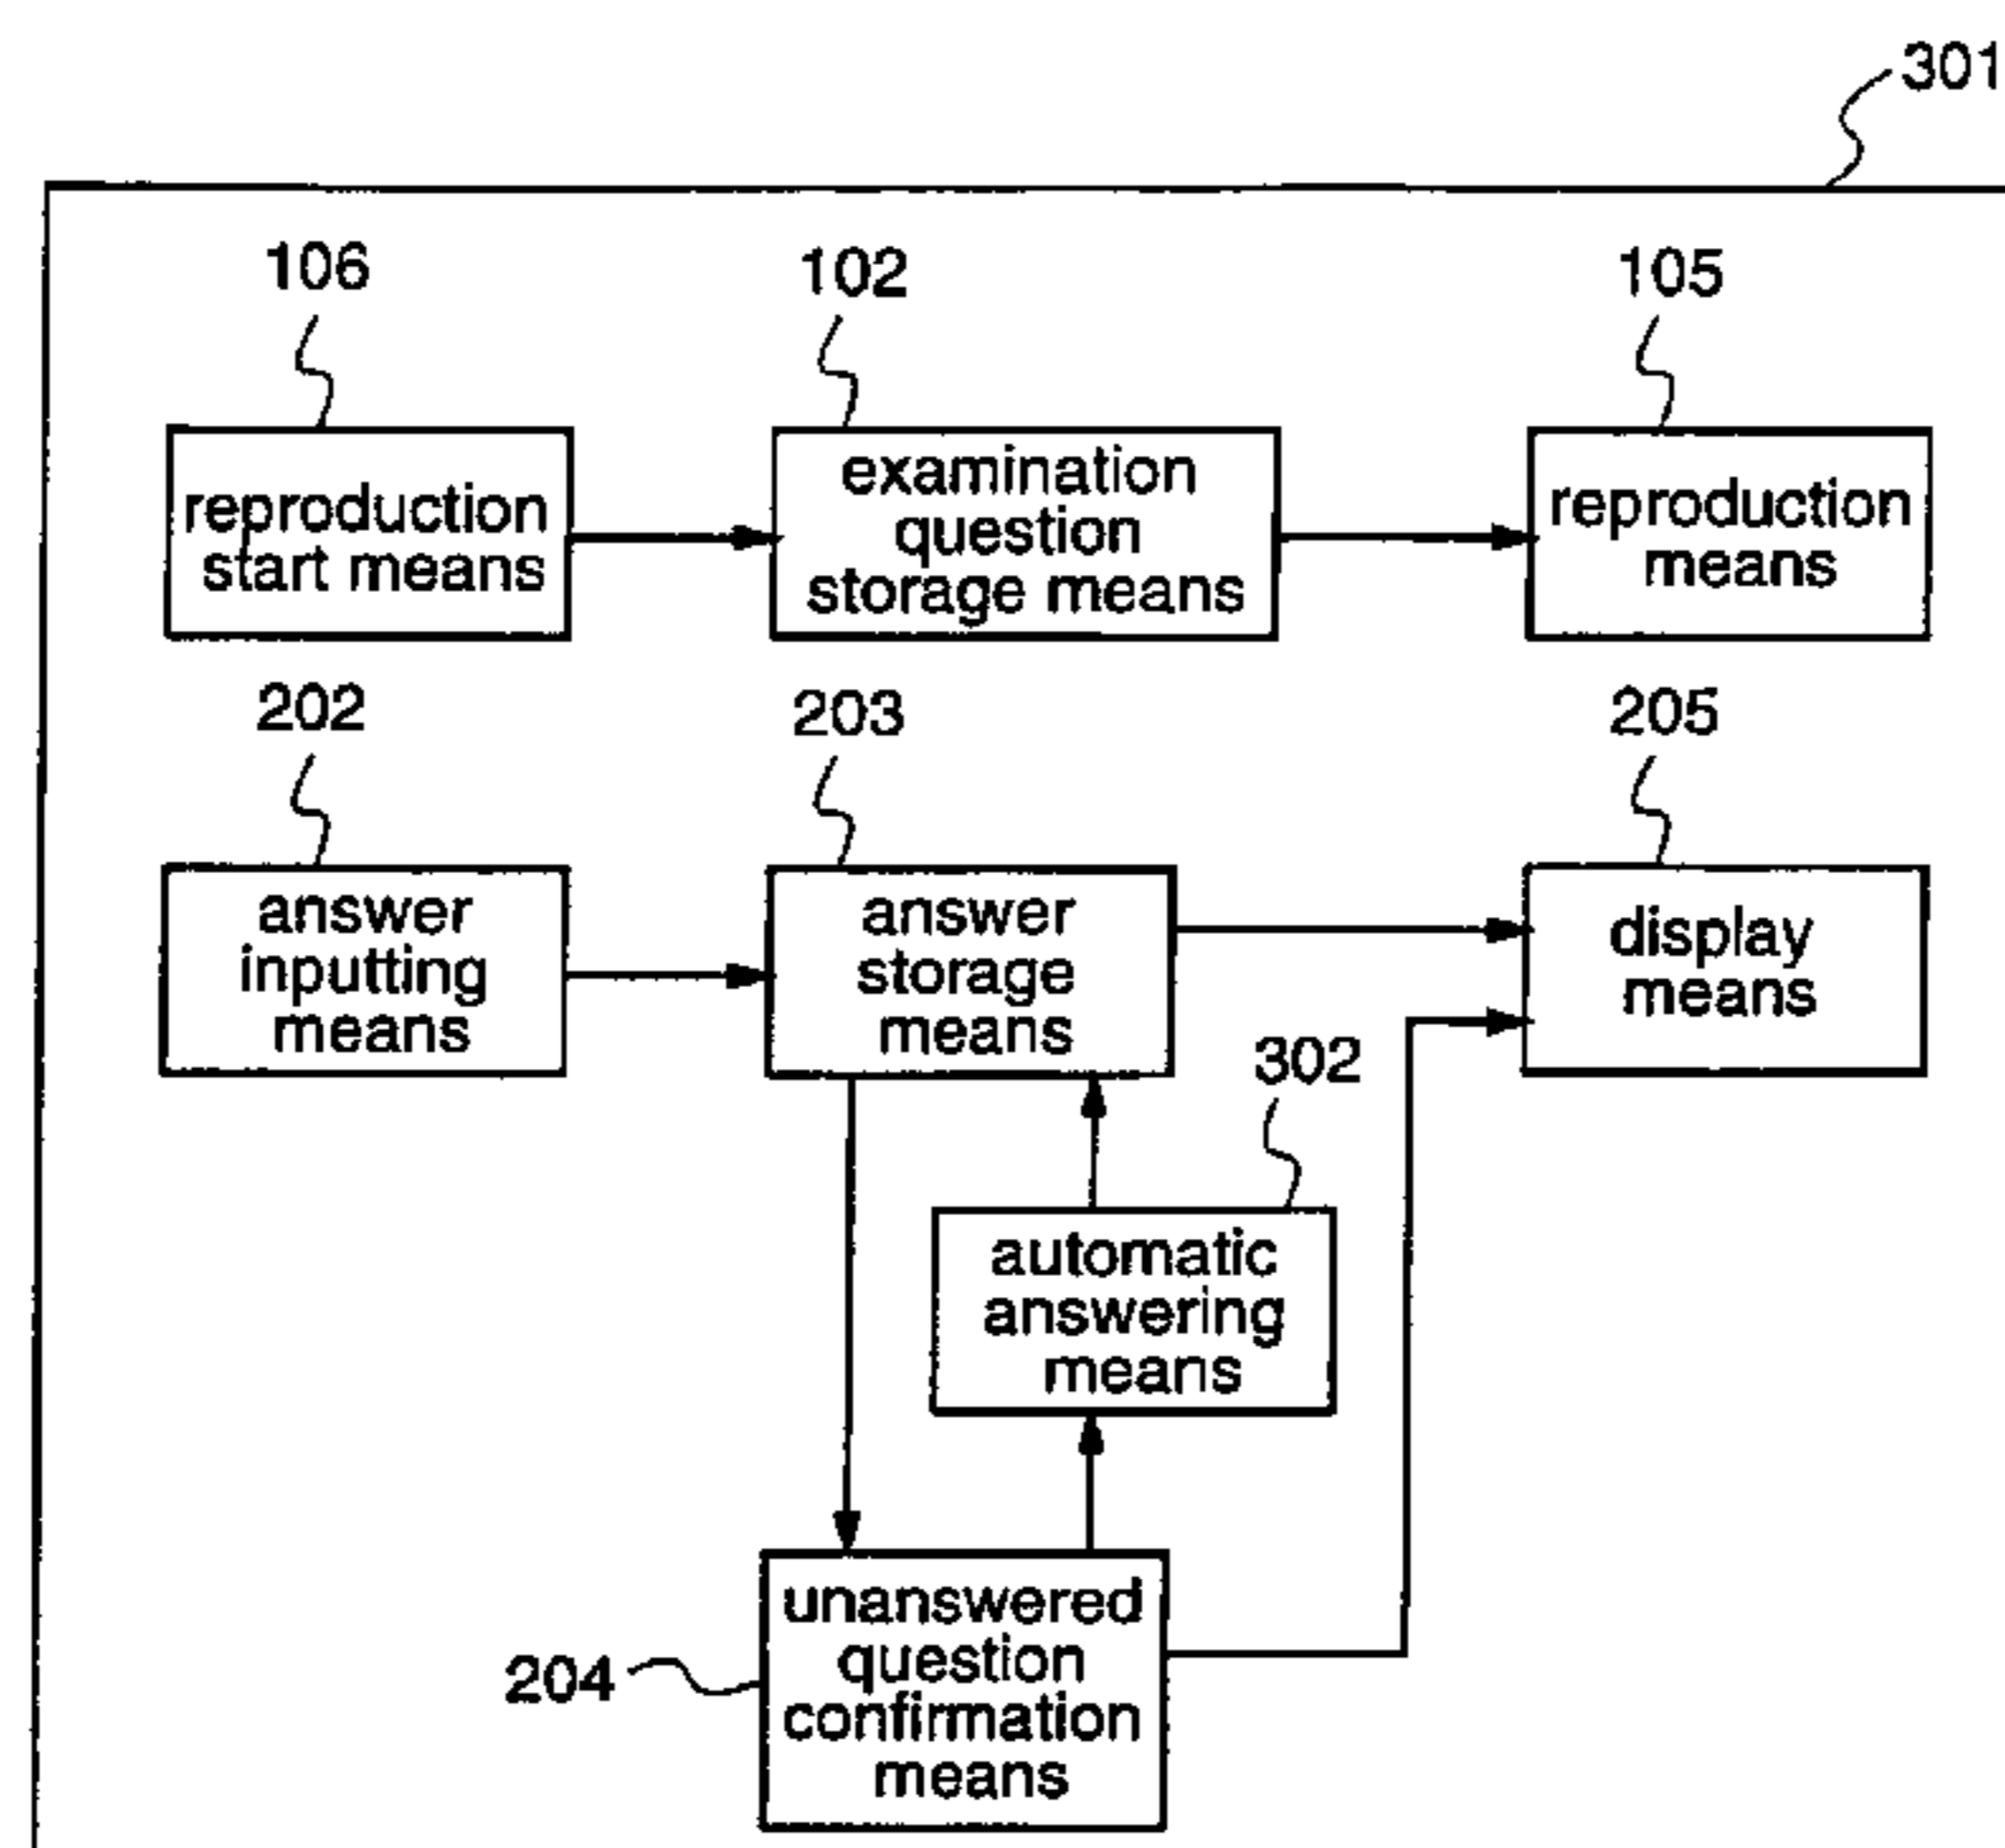 301
106
102
105
reproduction
start means
examination
question
storage means
reproduction
means
202
203
205
answer
inputting
means
answer
storage
means
display
means
302
automatic
answering
means
204
unanswered
question
confirmation
means